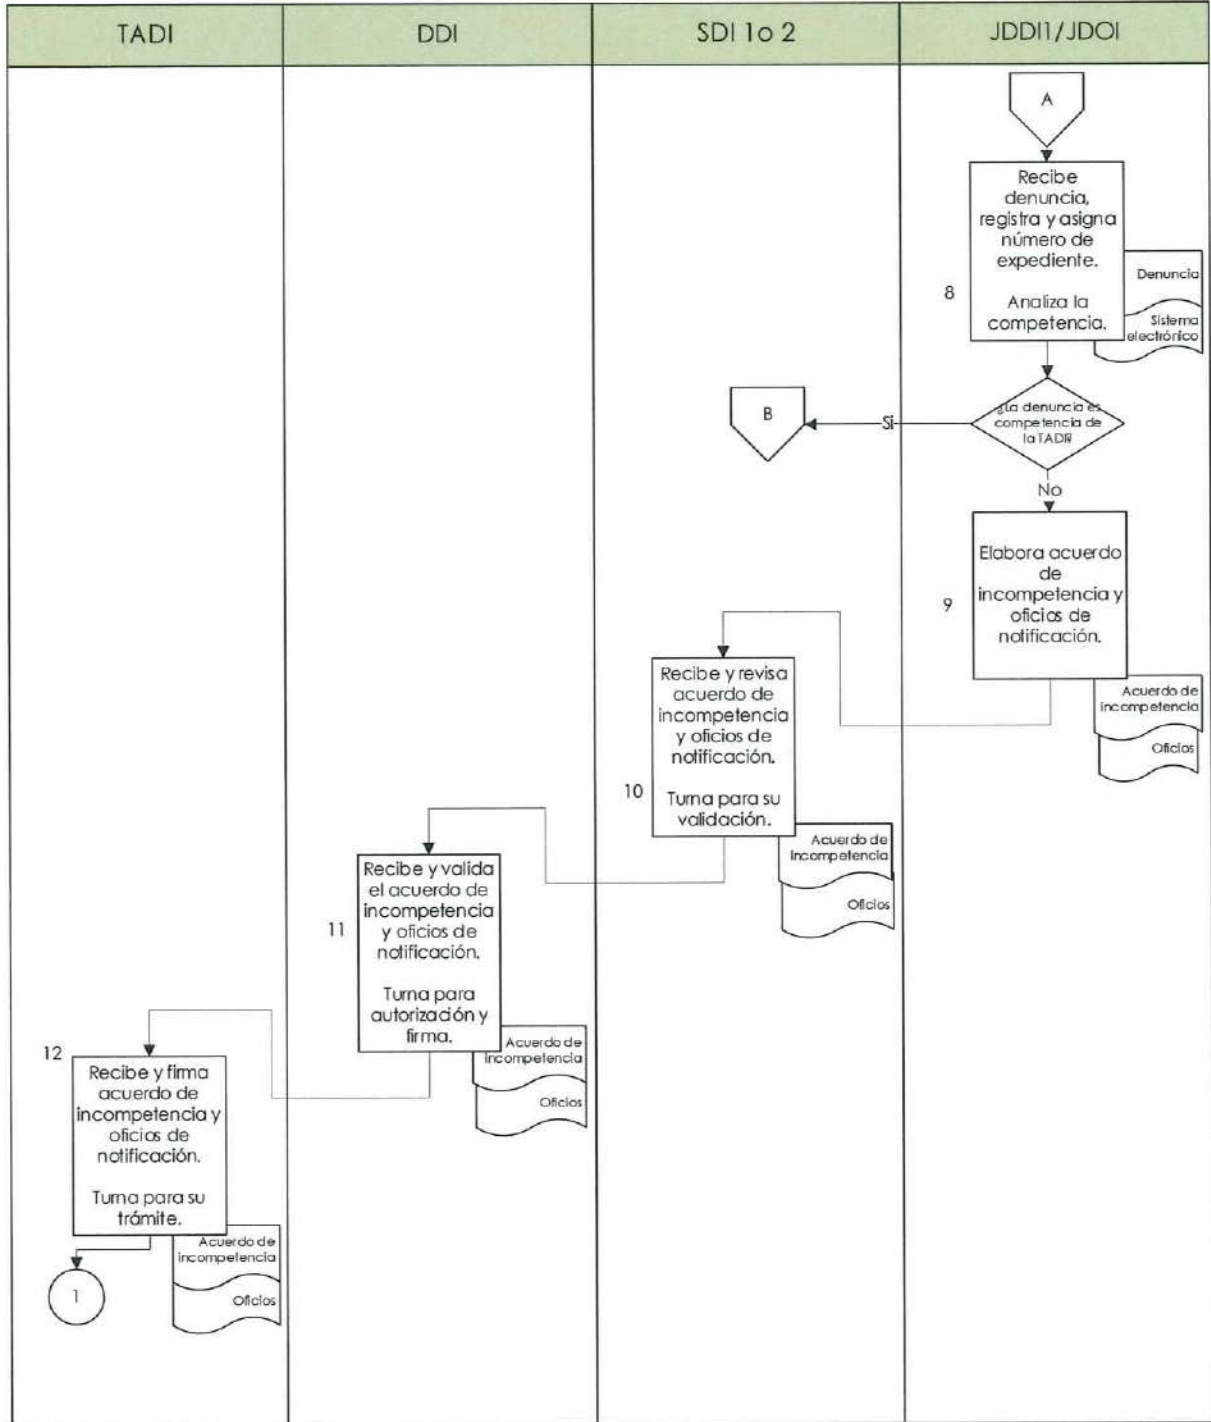 TADI
DDI
SDI 1o 2
JDDI1/JDOI
A
Recibe
denuncia,
registra y asigna
número de
expediente.
Analiza la
competencia.
8
Denuncia
Sistema
electrónico
¿La denuncia es
competencia de
la TADI?
Si
B
No
Elabora acuerdo
de
incompetencia y
oficios de
notificación.
9
Acuerdo de
incompetencia
Oficios
Recibe y revisa
acuerdo de
incompetencia
y oficios de
notificación.
Turna para su
validación.
10
Acuerdo de
incompetencia
Oficios
Recibe y valida
el acuerdo de
incompetencia
y oficios de
notificación.
Turna para
autorización y
firma.
11
Acuerdo de
incompetencia
Oficios
12
Recibe y firma
acuerdo de
incompetencia y
oficios de
notificación.
Turna para su
trámite.
Acuerdo de
incompetencia
Oficios
1